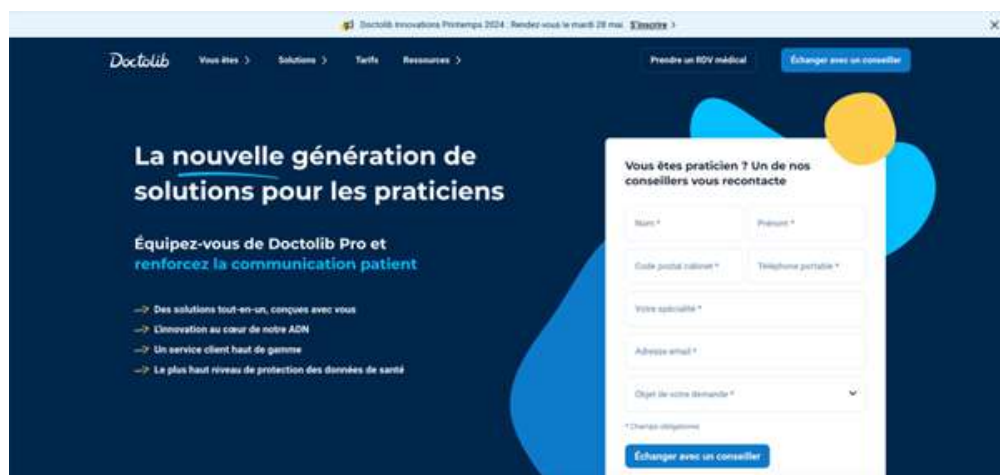 Doctolib Innovations Printemps 2024 : Rendez-vous le mardi 28 mai. S'inscrire >
Doctolib Vous êtes > Solutions > Tarifs Ressources > Prendre un RDV médical Échanger avec un conseiller
La nouvelle génération de
solutions pour les praticiens
Équipez-vous de Doctolib Pro et
renforcez la communication patient
Des solutions tout-en-un, conçues avec vous
L'innovation au cœur de notre ADN
Un service client haut de gamme
Le plus haut niveau de protection des données de santé
Vous êtes praticien ? Un de nos
conseillers vous recontacte
Nom * Prénom *
Code postal cabinet * Téléphone portable *
Votre spécialité *
Adresse email *
Objet de votre demande *
* Champs obligatoires
Échanger avec un conseiller